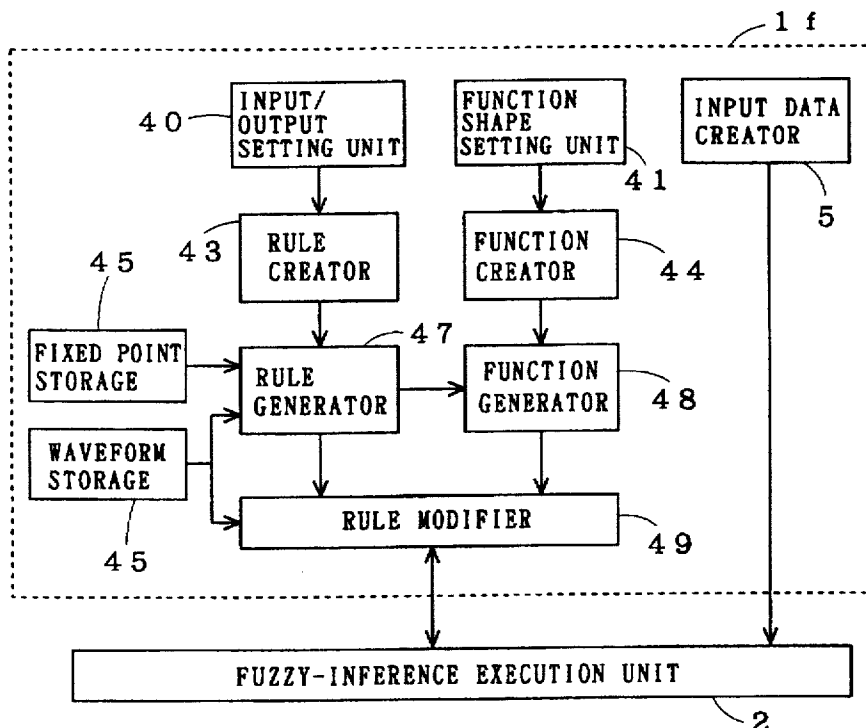 1 f
INPUT/
OUTPUT
SETTING UNIT
40
FUNCTION
SHAPE
SETTING UNIT
41
INPUT DATA
CREATOR
5
43
RULE
CREATOR
FUNCTION
CREATOR
44
45
FIXED POINT
STORAGE
47
RULE
GENERATOR
FUNCTION
GENERATOR
48
WAVEFORM
STORAGE
45
RULE MODIFIER
49
FUZZY-INFERENCE EXECUTION UNIT
2